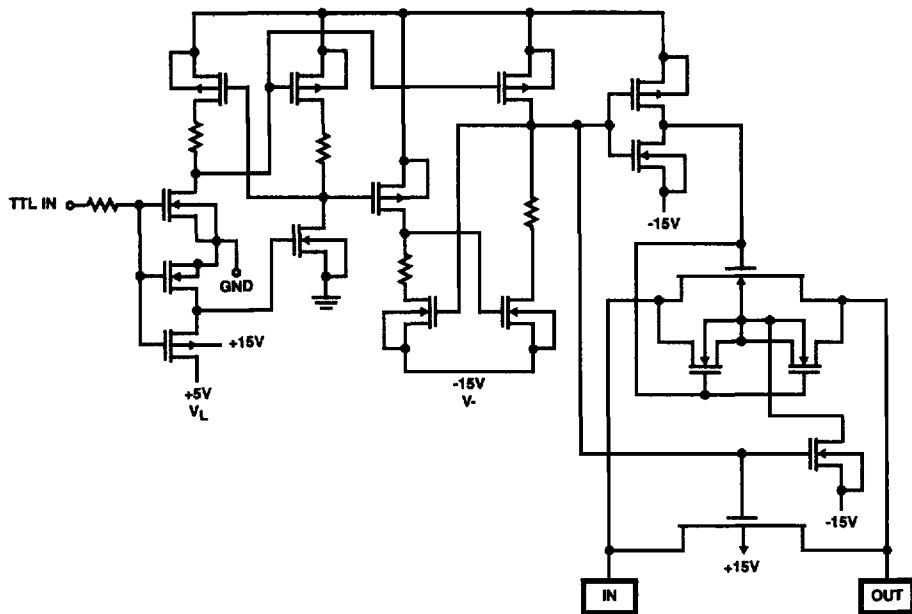 TTL IN
GND
+15V
+5V
VL
-15V
V-
-15V
-15V
+15V
IN
OUT